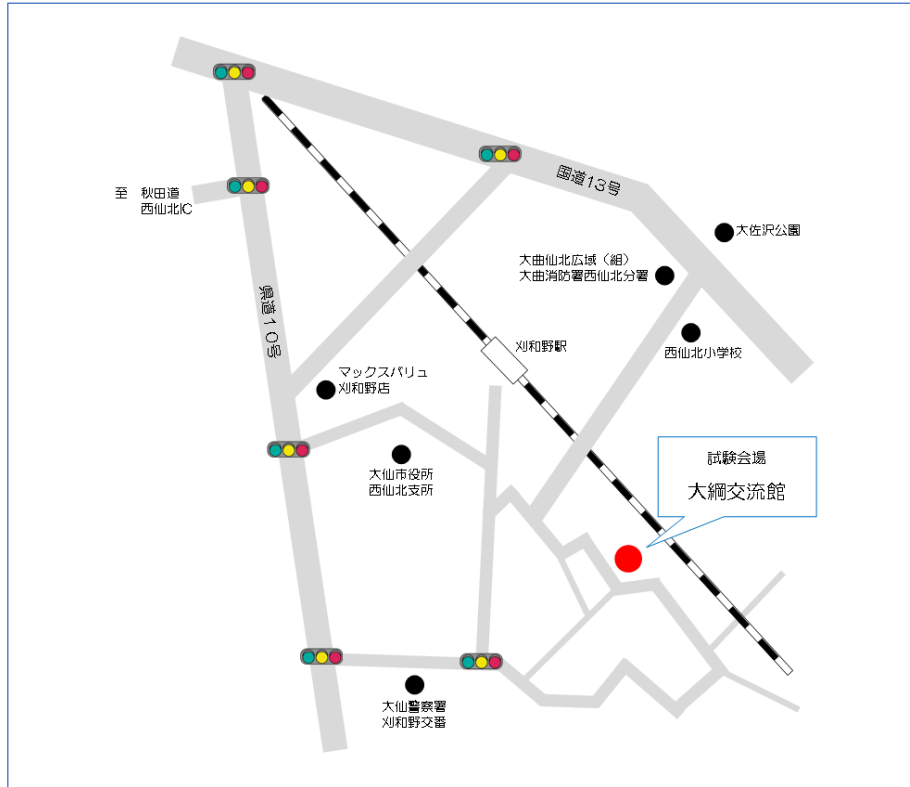 国道13号
至　秋田道
西仙北IC
大佐沢公園
大曲仙北広域（組）
大曲消防署西仙北分署
県道１０号
刈和野駅
西仙北小学校
マックスバリュ
刈和野店
試験会場
大綱交流館
大仙市役所
西仙北支所
大仙警察署
刈和野交番